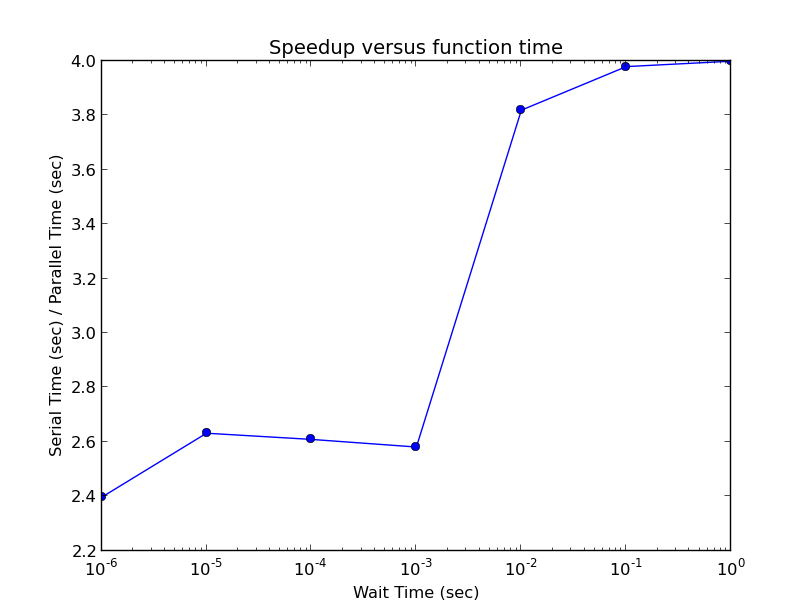 Speedup versus function time
Serial Time (sec) / Parallel Time (sec)
4.0
3.8
3.6
3.4
3.2
3.0
2.8
2.6
2.4
2.2
10^-6 10^-5 10^-4 10^-3 10^-2 10^-1 10^0
Wait Time (sec)